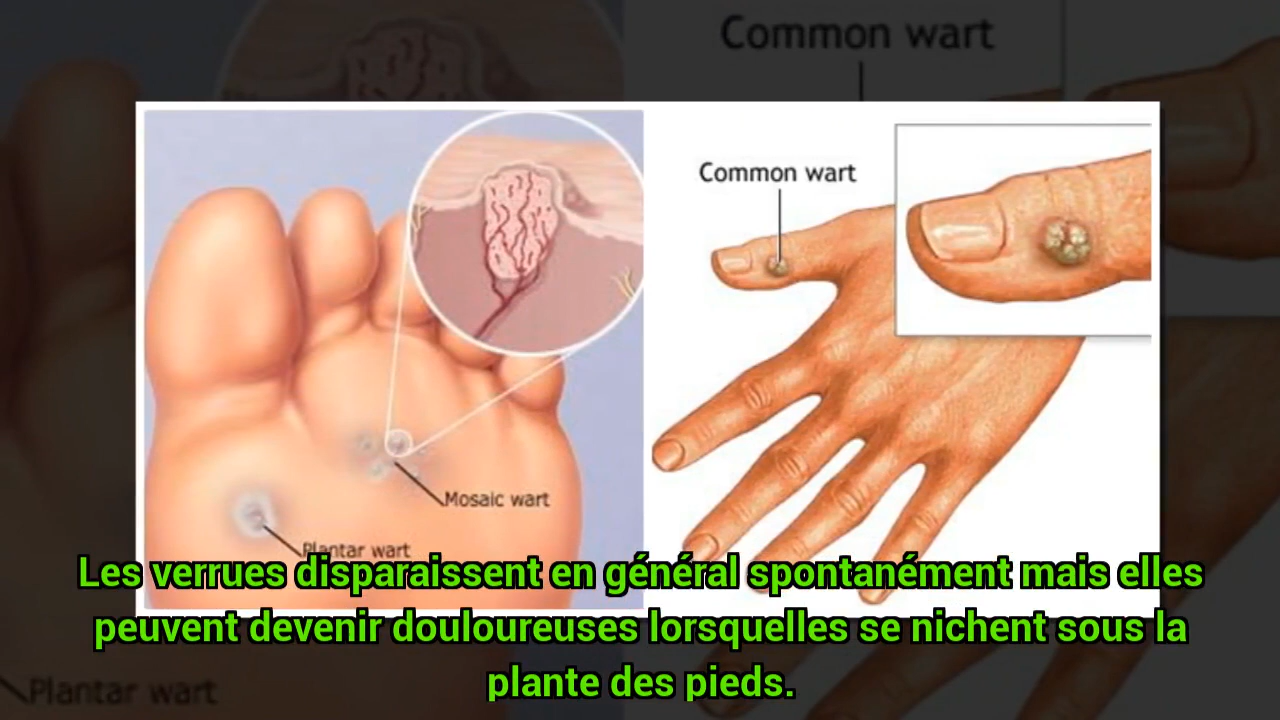 Common wart
Common wart
Mosaic wart
Plantar wart
Les verrues disparaissent en général spontanément mais elles
peuvent devenir douloureuses lorsquelles se nichent sous la
plante des pieds.
Plantar wart